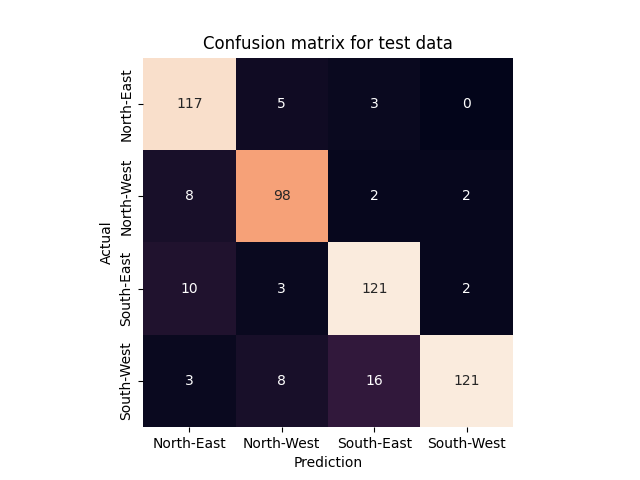 Confusion matrix for test data
Actual
North-East
117 5 3 0
North-West
8 98 2 2
South-East
10 3 121 2
South-West
3 8 16 121
North-East North-West South-East South-West
Prediction